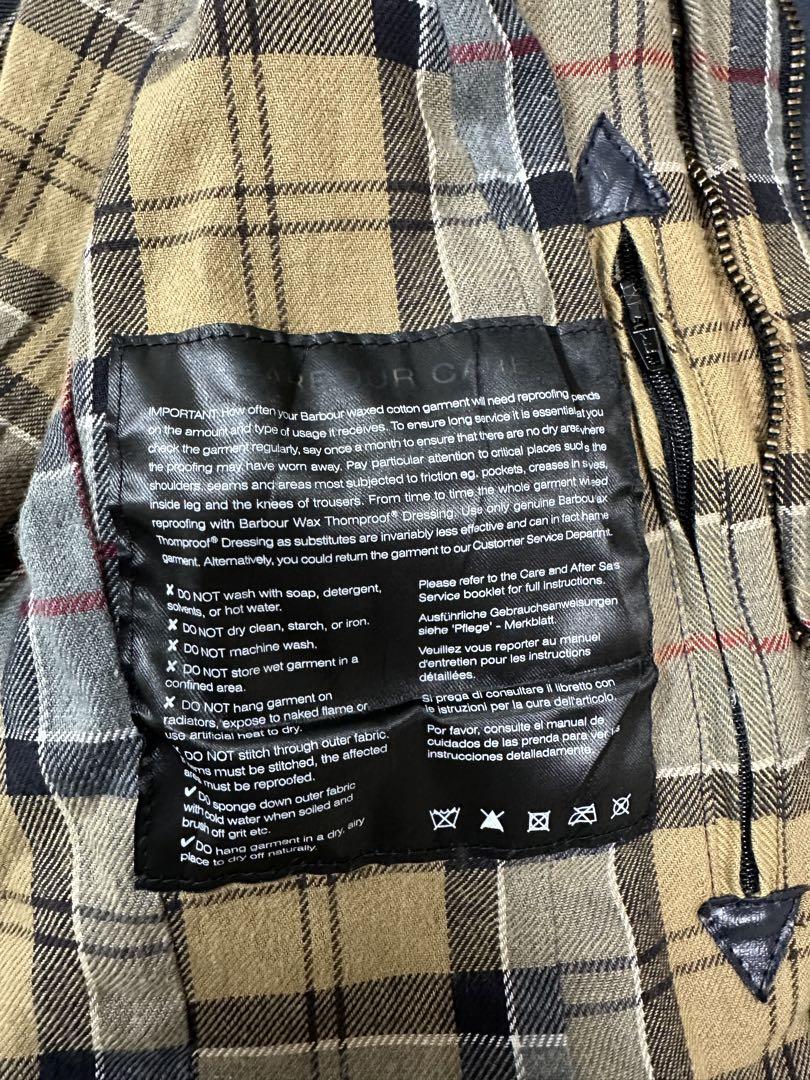 BARBOUR CARE
IMPORTANT: How often your Barbour waxed cotton garment will need reproofing pends
on the amount and type of usage it receives. To ensure long service it is essential at you
check the garment regularly, say once a month to ensure that there are no dry areas where
the proofing may have worn away. Pay particular attention to critical places such s the
shoulders, seams and areas most subjected to friction eg. pockets, creases in
inside leg and the knees of trousers. From time to time the whole garment will
reproofing with Barbour Wax Thornproof® Dressing. Use only genuine Barbou ax
Thornproof® Dressing as substitutes are invariably less effective and can in fact
garment. Alternatively, you could return the garment to our Customer Service
✘ DO NOT wash with soap, detergent,
solvents, or hot water.
✘ DO NOT dry clean, starch, or iron.
✘ DO NOT machine wash.
✘ DO NOT store wet garment in a
confined area.
✘ DO NOT hang garment on
radiators, expose to naked flame or
use artificial heat to dry.
DO NOT stitch through outer fabric.
must be stitched, the affected
area must be reproofed.
✔ DO sponge down outer fabric
with cold water when soiled and
brush off grit etc.
✔ DO hang garment in a dry, airy
place to dry off naturally.
Please refer to the Care and After
Service booklet for full instructions.
Ausführliche Gebrauchsanweisungen
siehe 'Pflege' - Merkblatt.
Veuillez vous reporter au manuel
d'entretien pour les instructions
détaillées.
Si prega di consultare il libretto con
le istruzioni per la cura dell'articolo.
Por favor, consulte el manual de
cuidados de las prenda para ver
instrucciones detalladamente.